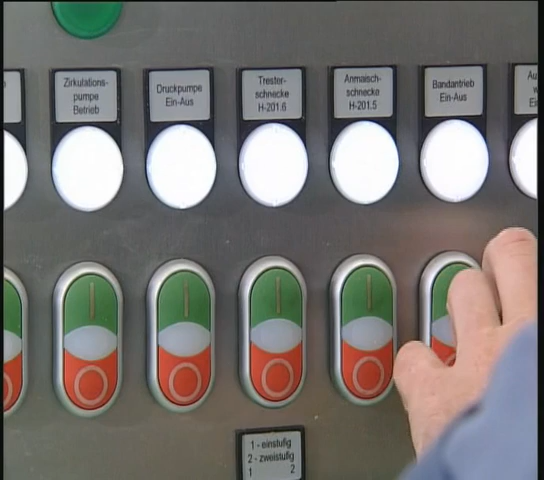 Zirkulations-
pumpe
Betrieb
Druckpumpe
Ein-Aus
Trester-
schnecke
H-201.6
Anmaisch-
schnecke
H-201.5
Bandantrieb
Ein-Aus
1 - einstufig
2 - zweistufig
1 2